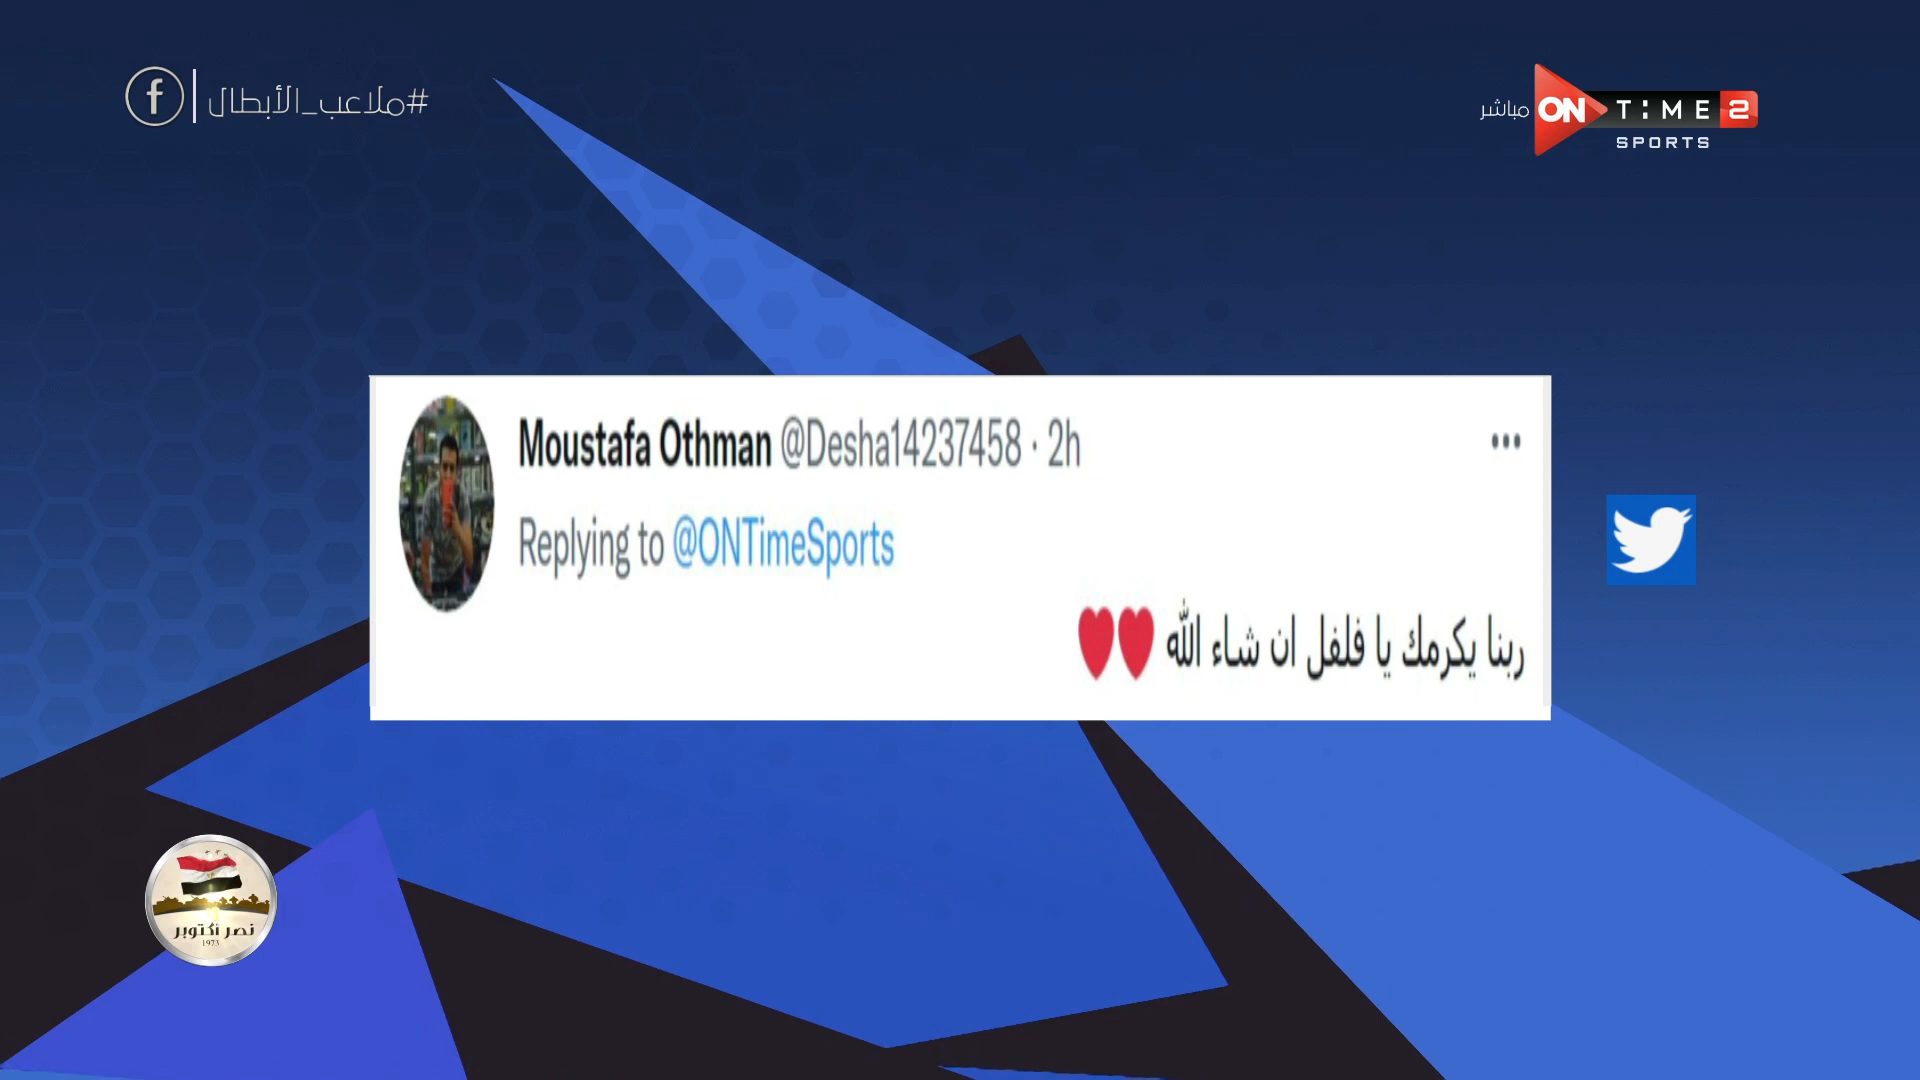 #ملاعب_الأبطال
مباشر
ON TIME 2
SPORTS
Moustafa Othman @Desha14237458 · 2h
Replying to @ONTimeSports
ربنا يكرمك يا فلفل ان شاء الله ♥♥
نصر أكتوبر
1973